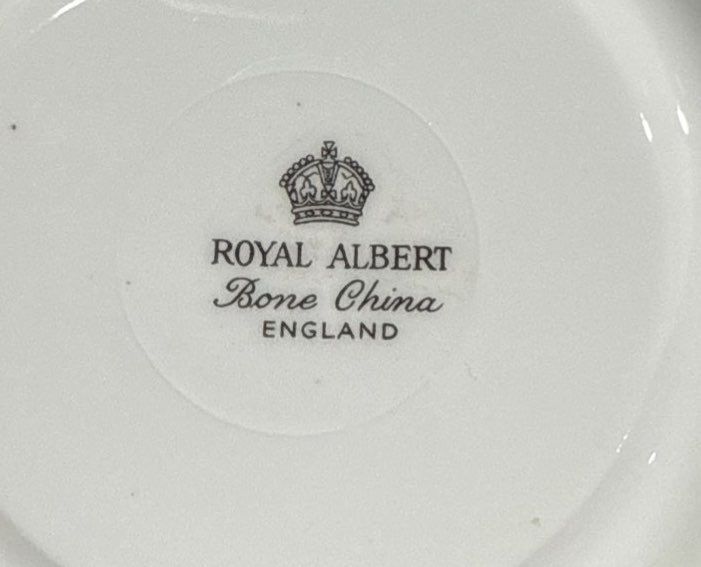 ROYAL ALBERT
Bone China
ENGLAND